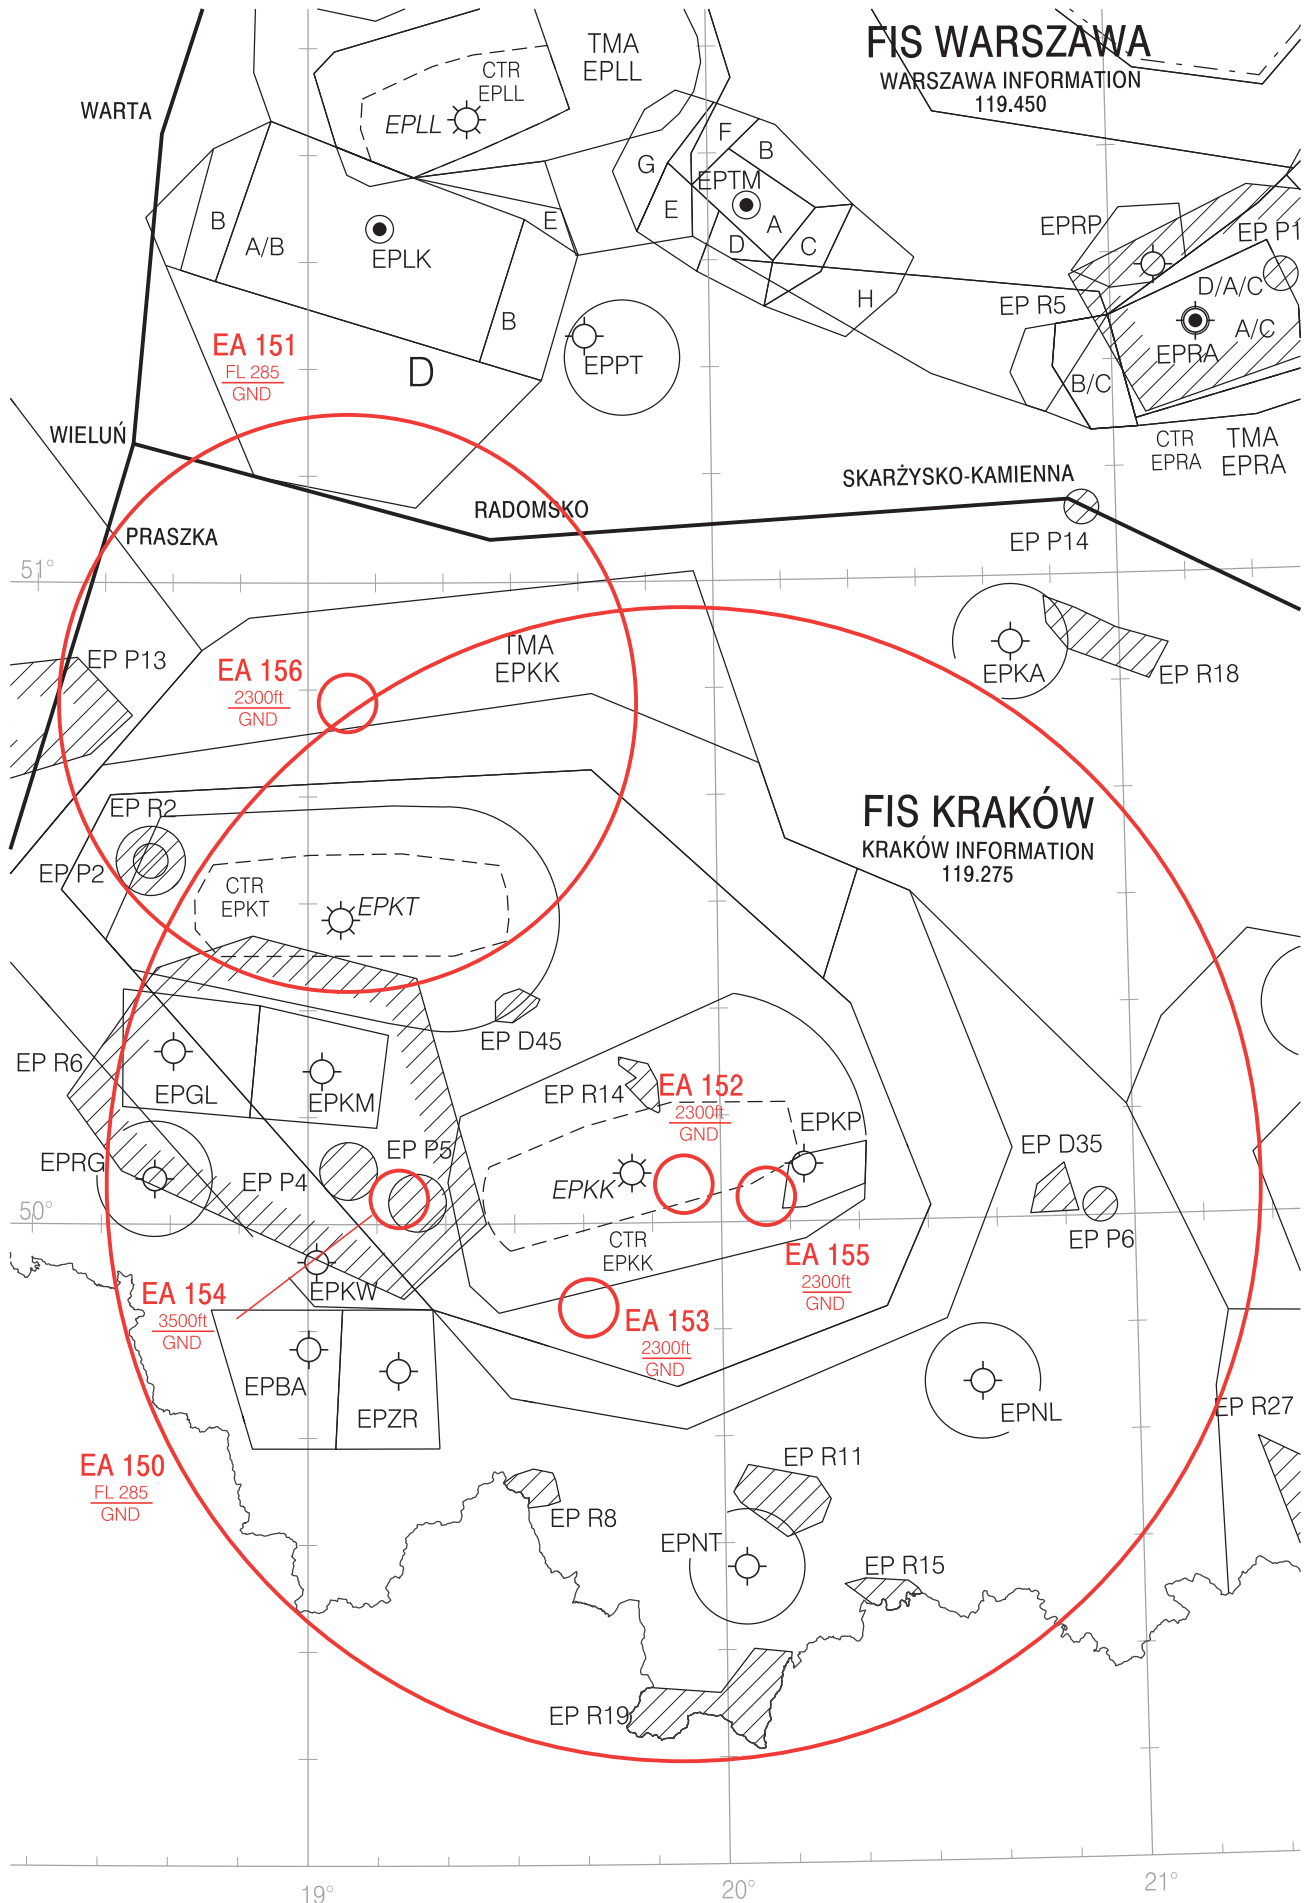 FIS WARSZAWA
WARSZAWA INFORMATION
119.450
TMA
EPLL
CTR
EPLL
EPLL
WARTA
F
B
G
EPTM
E
A
D
C
H
B
A/B
EPLK
E
B
EPRP
EP P1
D/A/C
EP R5
A/C
EPRA
B/C
EA 151
FL 285
GND
D
EPPT
WIELUŃ
CTR
EPRA
TMA
EPRA
SKARŻYSKO-KAMIENNA
RADOMSKO
PRASZKA
EP P14
51°
EP P13
EA 156
2300ft
GND
TMA
EPKK
EPKA
EP R18
EP R2
EP P2
CTR
EPKT
EPKT
FIS KRAKÓW
KRAKÓW INFORMATION
119.275
EP D45
EP R6
EPGL
EPKM
EP R14
EA 152
2300ft
GND
EPKP
EPRG
EP P4
EP P5
EPKK
EP D35
50°
CTR
EPKK
EP P6
EA 155
2300ft
GND
EPKW
EA 154
3500ft
GND
EA 153
2300ft
GND
EPBA
EPZR
EPNL
EP R27
EA 150
FL 285
GND
EP R11
EP R8
EPNT
EP R15
EP R19
19°
20°
21°